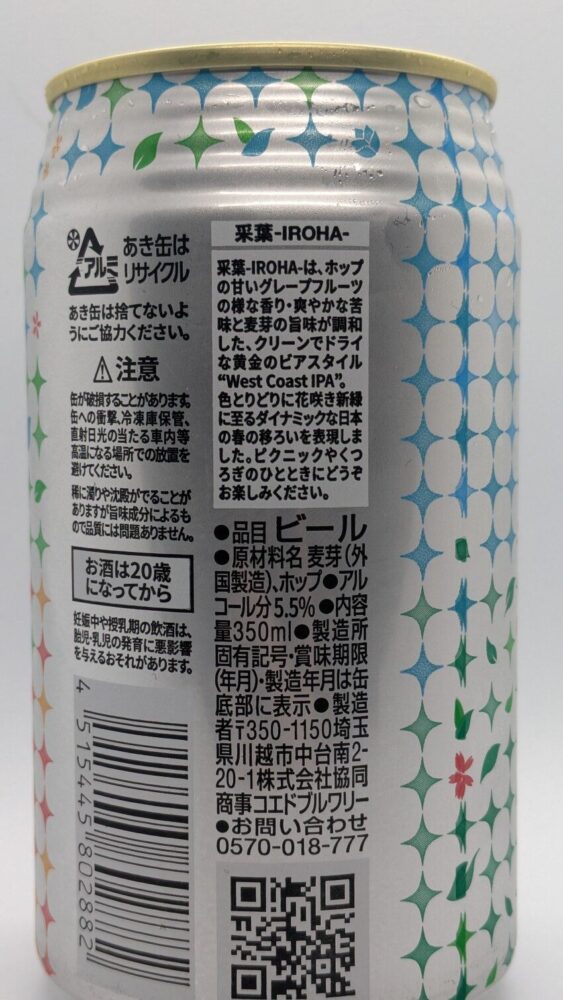 アルミ
あき缶は
リサイクル
あき缶は捨てないよ
うにご協力ください。
注意
缶が破損することがあります。
缶への衝撃、冷凍庫保管、
直射日光の当たる車内等
高温になる場所での放置を
避けてください。
稀に濁りや沈殿がでることが
ありますが旨味成分によるも
ので品質には問題ありません。
お酒は20歳
になってから
妊娠中や授乳期の飲酒は、
胎児・乳児の発育に悪影響
を与えるおそれがあります。
4 515445 802882
采葉-IROHA-
采葉-IROHA-は、ホップ
の甘いグレープフルーツ
の様な香り・爽やかな苦
味と麦芽の旨味が調和
した、クリーンでドライ
な黄金のビアスタイル
“West Coast IPA”。
色とりどりに花咲き新緑
に至るダイナミックな日本
の春の移ろいを表現しま
した。ピクニックやくつ
ろぎのひとときにどうぞ
お楽しみください。
●品目 ビール
●原材料名 麦芽(外
国製造)、ホップ●アル
コール分5.5%●内容
量350ml●製造所
固有記号・賞味期限
(年月)・製造年月は缶
底部に表示●製造
者〒350-1150埼玉
県川越市中台南2-
20-1株式会社協同
商事コエドブルワリー
●お問い合わせ
0570-018-777